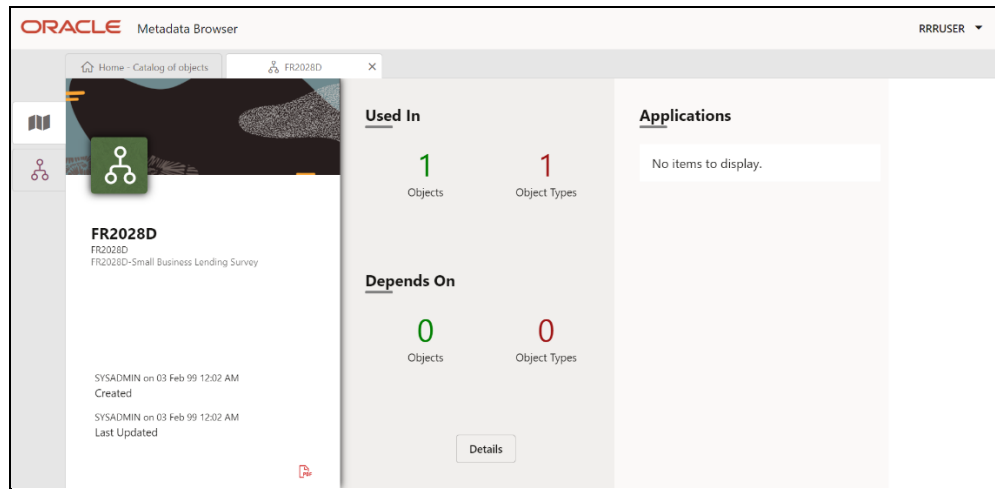 ORACLE Metadata Browser RRRUSER
Home - Catalog of objects FR2028D
FR2028D
FR2028D
FR2028D-Small Business Lending Survey
SYSADMIN on 03 Feb 99 12:02 AM
Created
SYSADMIN on 03 Feb 99 12:02 AM
Last Updated
PDF
Used In
1 1
Objects Object Types
Depends On
0 0
Objects Object Types
Details
Applications
No items to display.